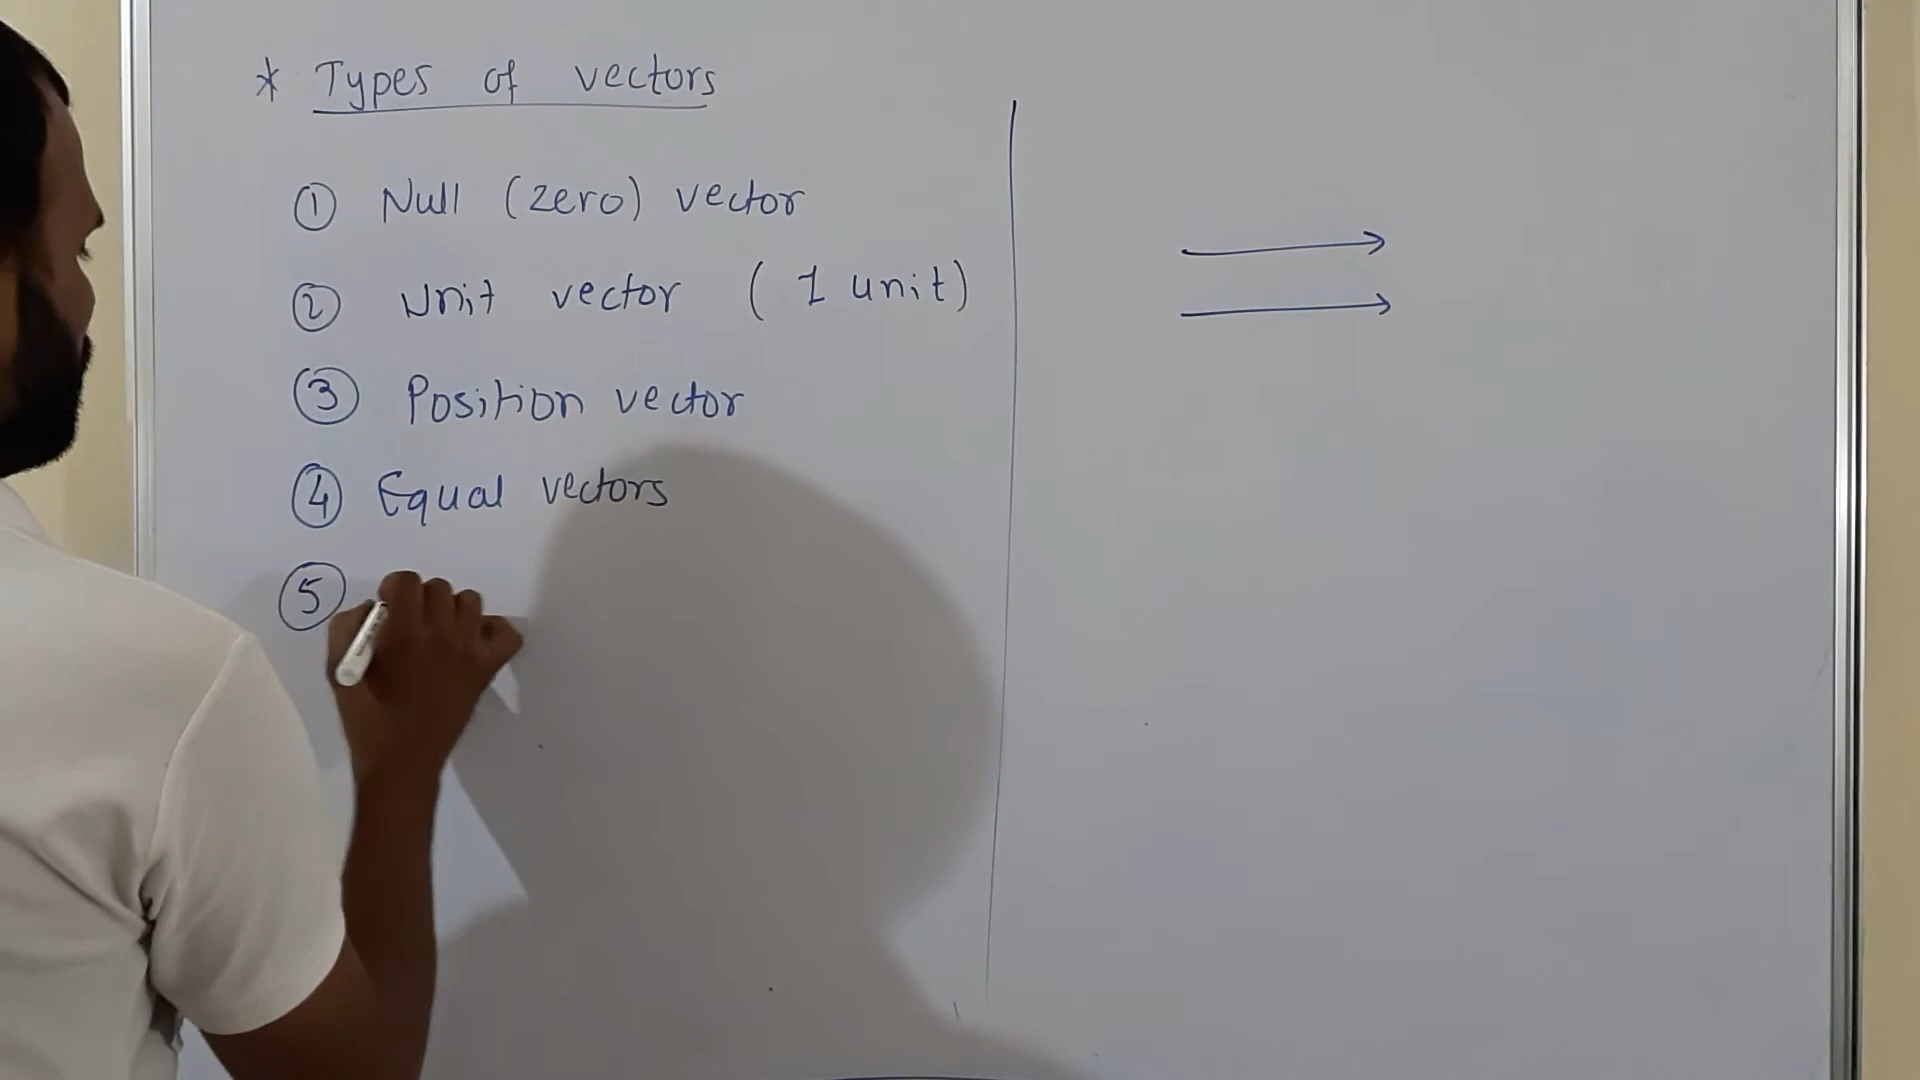 * Types of vectors
① Null (zero) vector
② Unit vector ( 1 unit)
③ Position vector
④ Equal vectors
⑤